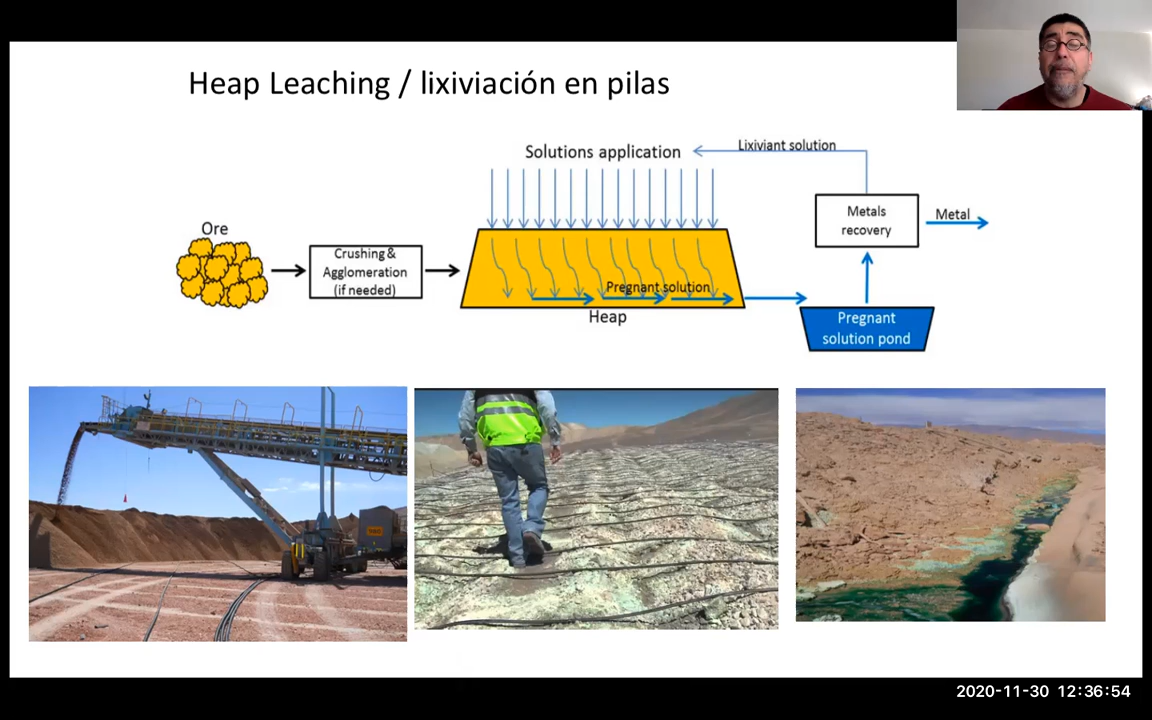 Heap Leaching / lixiviación en pilas
Solutions application
Lixiviant solution
Ore
Crushing &
Agglomeration
(if needed)
Pregnant solution
Heap
Metals
recovery
Metal
Pregnant
solution pond
2020-11-30 12:36:54